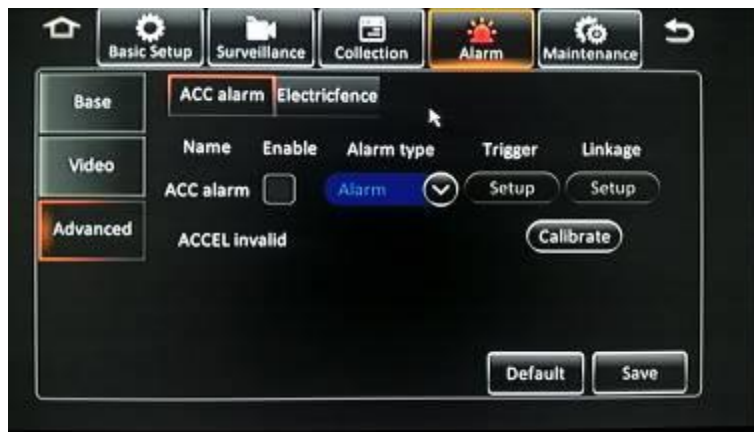 Basic Setup Surveillance Collection Alarm Maintenance
Base
ACC alarm Electricfence
Name Enable Alarm type Trigger Linkage
Video
ACC alarm Alarm Setup Setup
Advanced
ACCEL invalid Calibrate
Default Save